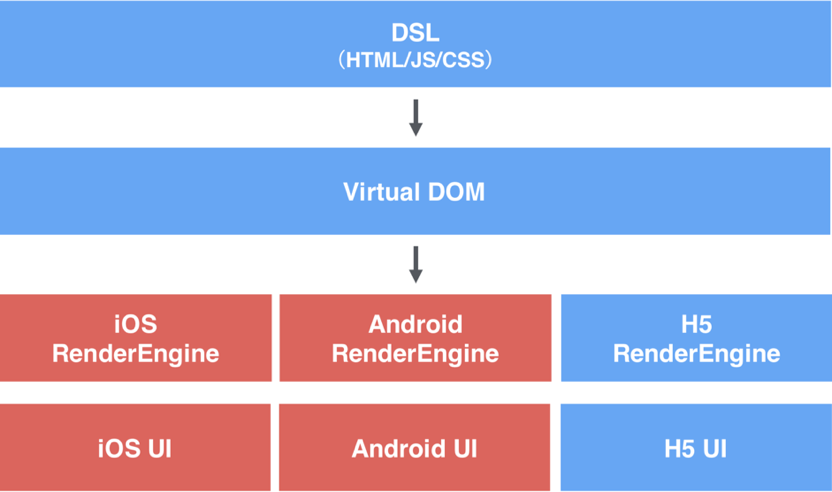 DSL
（HTML/JS/CSS）
Virtual DOM
iOS
RenderEngine
Android
RenderEngine
H5
RenderEngine
iOS UI
Android UI
H5 UI